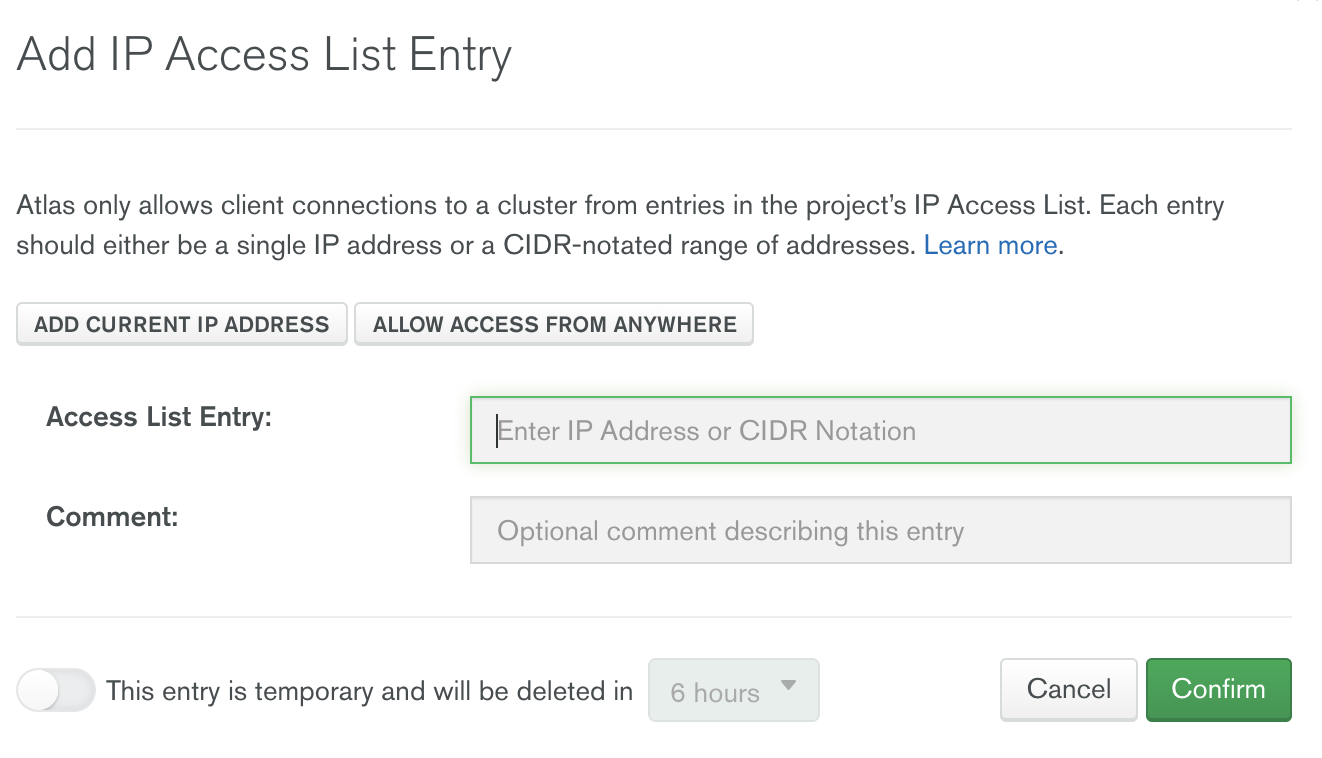 Add IP Access List Entry
Atlas only allows client connections to a cluster from entries in the project’s IP Access List. Each entry
should either be a single IP address or a CIDR-notated range of addresses. Learn more.
ADD CURRENT IP ADDRESS ALLOW ACCESS FROM ANYWHERE
Access List Entry: Enter IP Address or CIDR Notation
Comment: Optional comment describing this entry
This entry is temporary and will be deleted in 6 hours Cancel Confirm